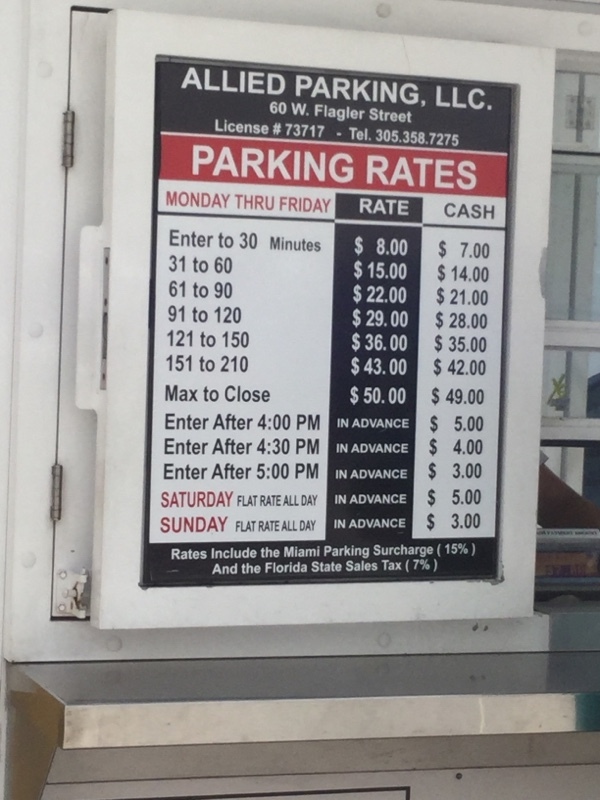 ALLIED PARKING, LLC.
60 W. Flagler Street
License # 73717 - Tel. 305.358.7275
PARKING RATES
MONDAY THRU FRIDAY RATE CASH
Enter to 30 Minutes $ 8.00 $ 7.00
31 to 60 $ 15.00 $ 14.00
61 to 90 $ 22.00 $ 21.00
91 to 120 $ 29.00 $ 28.00
121 to 150 $ 36.00 $ 35.00
151 to 210 $ 43.00 $ 42.00
Max to Close $ 50.00 $ 49.00
Enter After 4:00 PM IN ADVANCE $ 5.00
Enter After 4:30 PM IN ADVANCE $ 4.00
Enter After 5:00 PM IN ADVANCE $ 3.00
SATURDAY FLAT RATE ALL DAY IN ADVANCE $ 5.00
SUNDAY FLAT RATE ALL DAY IN ADVANCE $ 3.00
Rates Include the Miami Parking Surcharge ( 15% )
And the Florida State Sales Tax ( 7% )